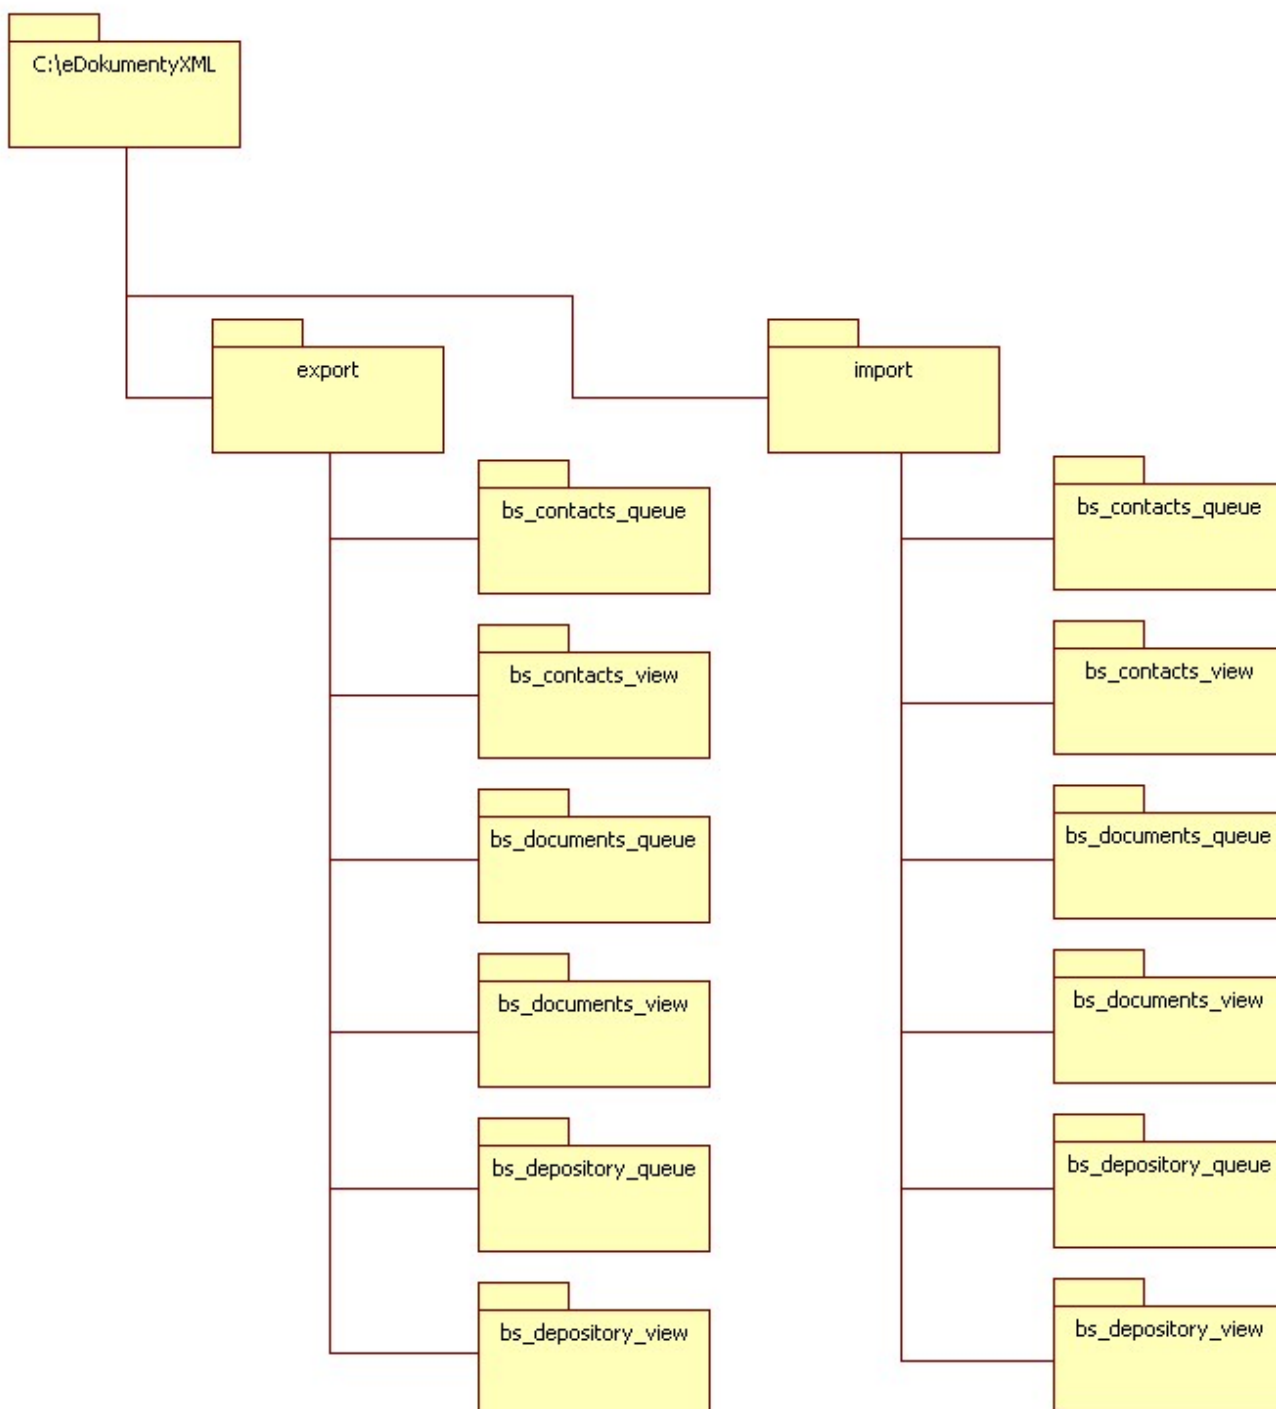 C:\eDokumentyXML
export
import
bs_contacts_queue
bs_contacts_queue
bs_contacts_view
bs_contacts_view
bs_documents_queue
bs_documents_queue
bs_documents_view
bs_documents_view
bs_depository_queue
bs_depository_queue
bs_depository_view
bs_depository_view